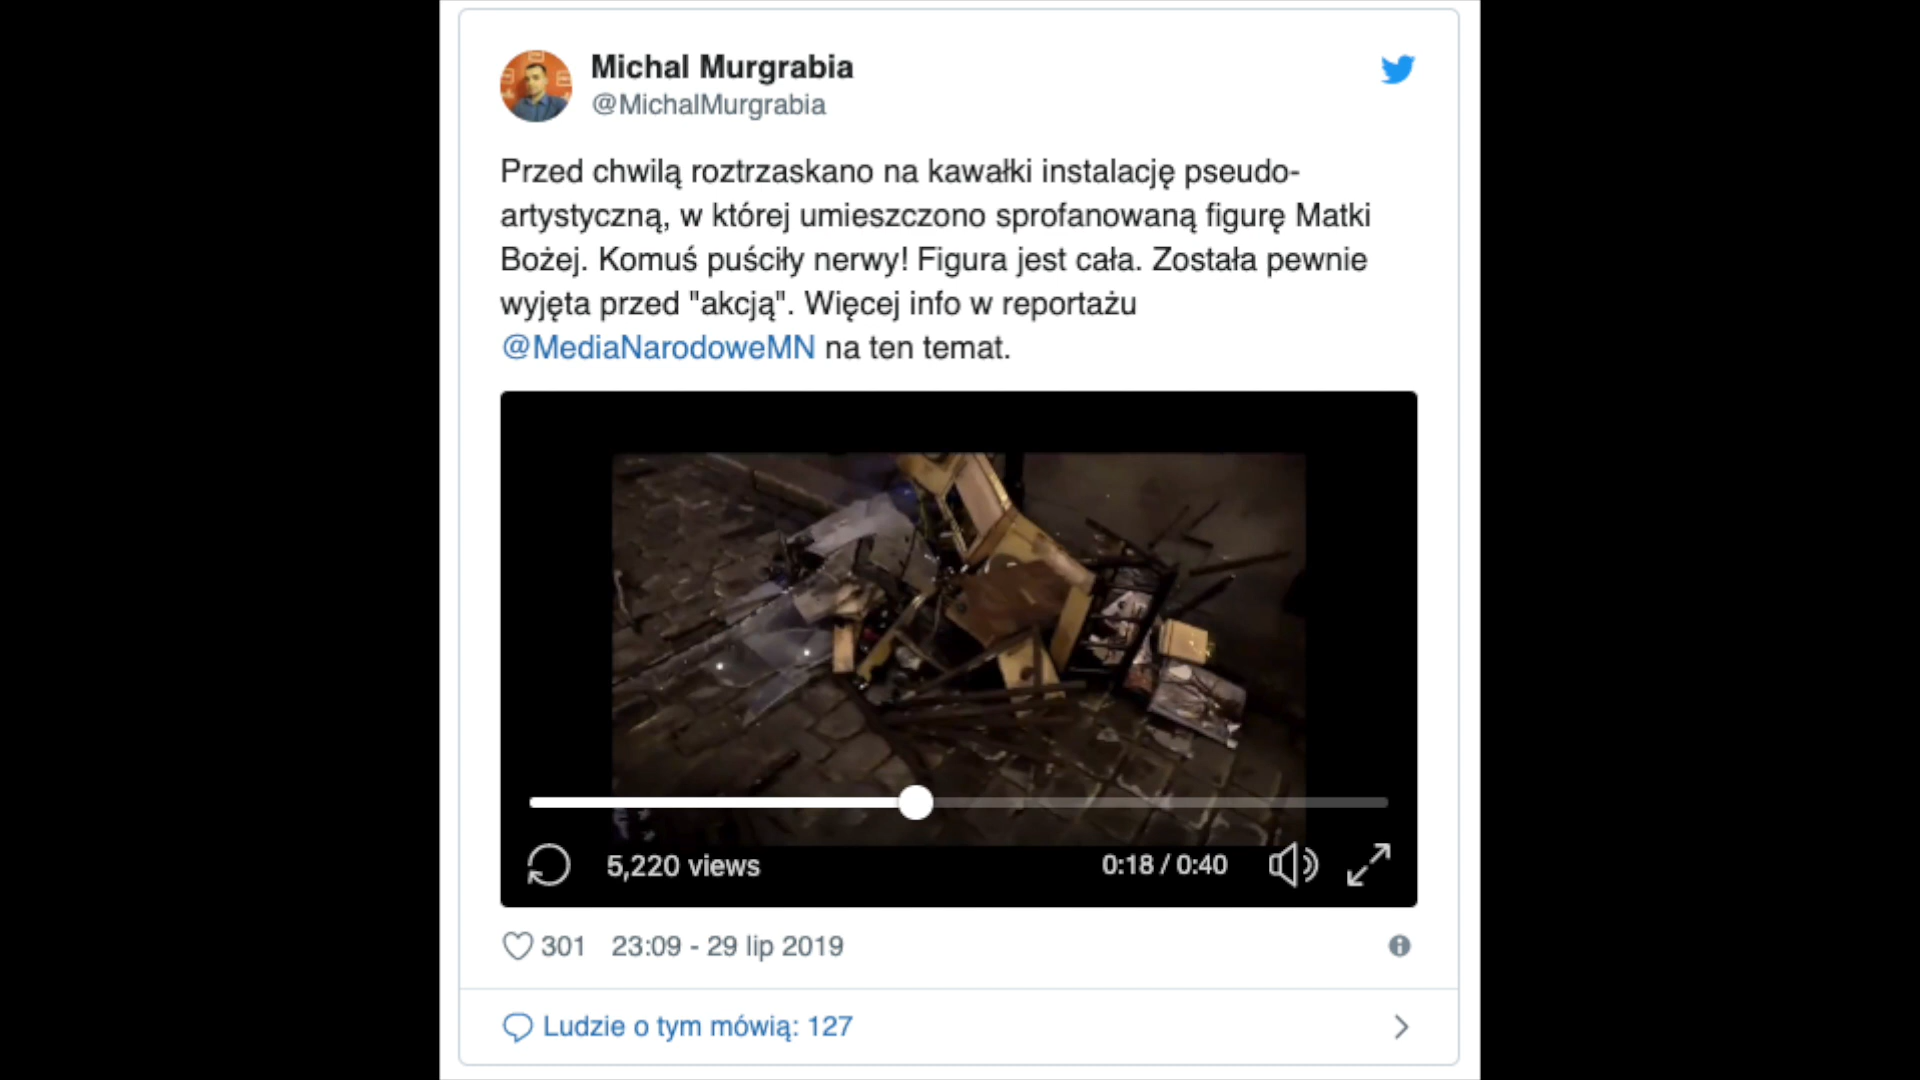 Michal Murgrabia
@MichalMurgrabia
Przed chwilą roztrzaskano na kawałki instalację pseudo-
artystyczną, w której umieszczono sprofanowaną figurę Matki
Bożej. Komuś puściły nerwy! Figura jest cała. Została pewnie
wyjęta przed "akcją". Więcej info w reportażu
@MediaNarodoweMN na ten temat.
5,220 views
0:18 / 0:40
301 23:09 - 29 lip 2019
Ludzie o tym mówią: 127